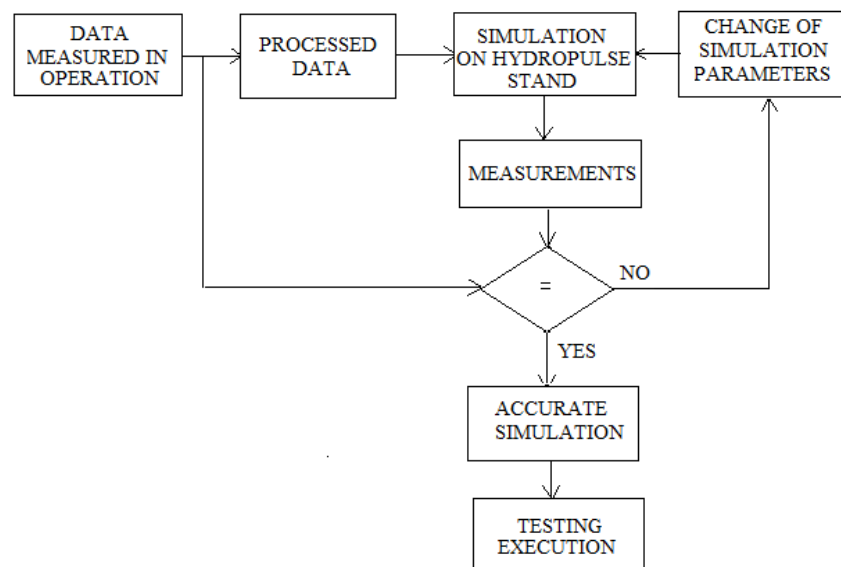 DATA
MEASURED IN
OPERATION
PROCESSED
DATA
SIMULATION
ON HYDROPULSE
STAND
CHANGE OF
SIMULATION
PARAMETERS
MEASUREMENTS
=
NO
YES
ACCURATE
SIMULATION
TESTING
EXECUTION